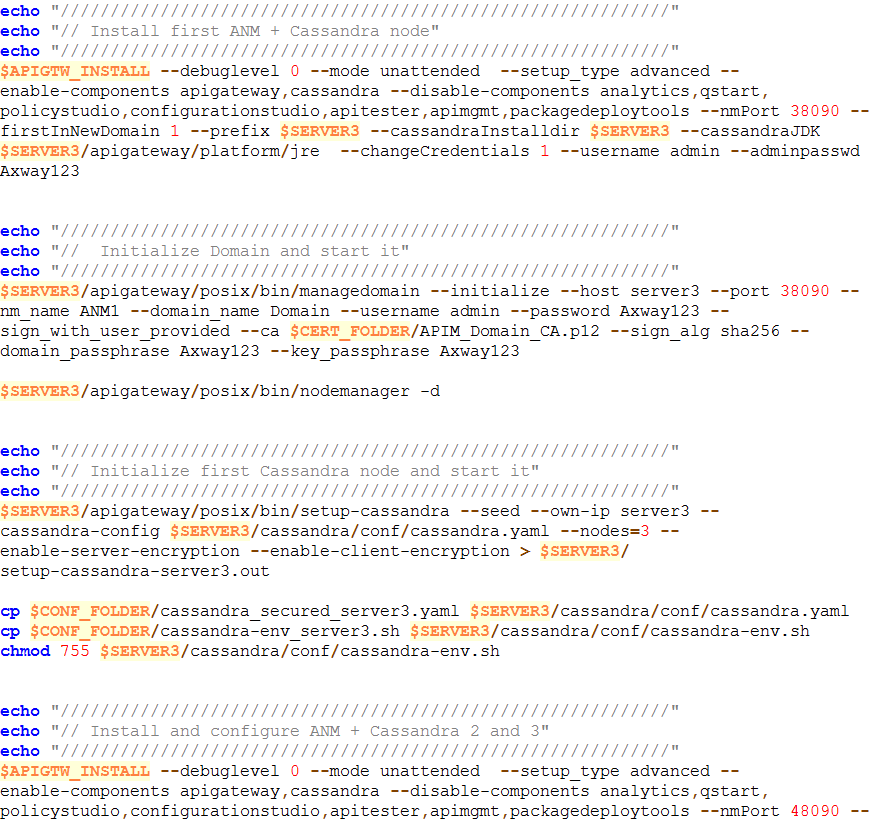 echo "/////////////////////////////////////////////////////////////"
echo "// Install first ANM + Cassandra node"
echo "/////////////////////////////////////////////////////////////"
$APIGTW_INSTALL --debuglevel 0 --mode unattended  --setup_type advanced --
enable-components apigateway,cassandra --disable-components analytics,qstart,
policystudio,configurationstudio,apitester,apimgmt,packagedeploytools --nmPort 38090 --
firstInNewDomain 1 --prefix $SERVER3 --cassandraInstalldir $SERVER3 --cassandraJDK
$SERVER3/apigateway/platform/jre  --changeCredentials 1 --username admin --adminpasswd
Axway123
echo "/////////////////////////////////////////////////////////////"
echo "//  Initialize Domain and start it"
echo "/////////////////////////////////////////////////////////////"
$SERVER3/apigateway/posix/bin/managedomain --initialize --host server3 --port 38090 --
nm_name ANM1 --domain_name Domain --username admin --password Axway123 --
sign_with_user_provided --ca $CERT_FOLDER/APIM_Domain_CA.p12 --sign_alg sha256 --
domain_passphrase Axway123 --key_passphrase Axway123
$SERVER3/apigateway/posix/bin/nodemanager -d
echo "/////////////////////////////////////////////////////////////"
echo "// Initialize first Cassandra node and start it"
echo "/////////////////////////////////////////////////////////////"
$SERVER3/apigateway/posix/bin/setup-cassandra --seed --own-ip server3 --
cassandra-config $SERVER3/cassandra/conf/cassandra.yaml --nodes=3 --
enable-server-encryption --enable-client-encryption > $SERVER3/
setup-cassandra-server3.out
cp $CONF_FOLDER/cassandra_secured_server3.yaml $SERVER3/cassandra/conf/cassandra.yaml
cp $CONF_FOLDER/cassandra-env_server3.sh $SERVER3/cassandra/conf/cassandra-env.sh
chmod 755 $SERVER3/cassandra/conf/cassandra-env.sh
echo "/////////////////////////////////////////////////////////////"
echo "// Install and configure ANM + Cassandra 2 and 3"
echo "/////////////////////////////////////////////////////////////"
$APIGTW_INSTALL --debuglevel 0 --mode unattended  --setup_type advanced --
enable-components apigateway,cassandra --disable-components analytics,qstart,
policystudio,configurationstudio,apitester,apimgmt,packagedeploytools --nmPort 48090 --